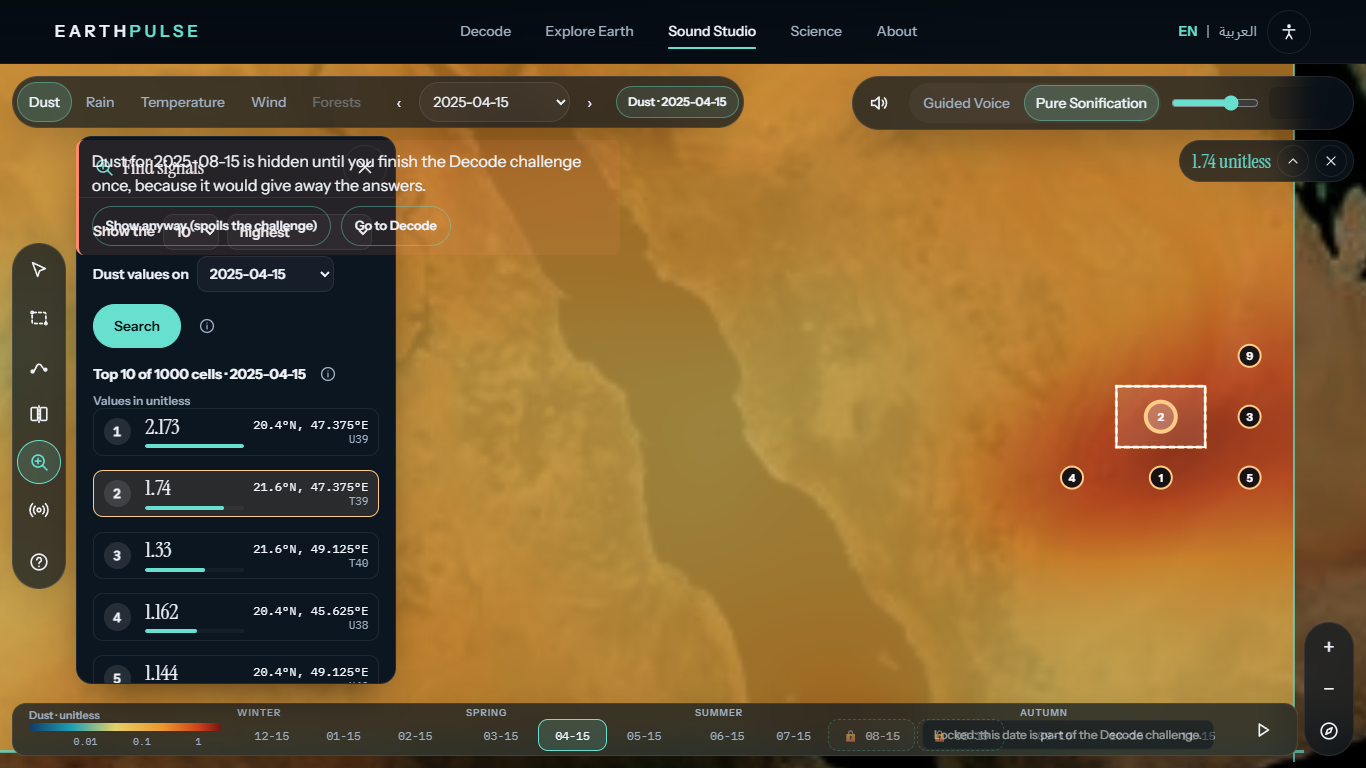 EARTHPULSE
Decode
Explore Earth
Sound Studio
Science
About
EN | العربية
Dust
Rain
Temperature
Wind
Forests
‹ 2025-04-15 ›
Dust · 2025-04-15
Guided Voice
Pure Sonification
1.74 unitless
Find signals
Dust for 2025-08-15 is hidden until you finish the Decode challenge
once, because it would give away the answers.
Show anyway (spoils the challenge)
Go to Decode
Show the 10 highest
Dust values on 2025-04-15
Search
Top 10 of 1000 cells · 2025-04-15
Values in unitless
1 2.173 20.4°N, 47.375°E
U39
2 1.74 21.6°N, 47.375°E
T39
3 1.33 21.6°N, 49.125°E
T40
4 1.162 20.4°N, 45.625°E
U38
5 1.144 20.4°N, 49.125°E
9
2
3
4
1
5
+
−
Dust · unitless
0.01 0.1 1
WINTER
SPRING
SUMMER
AUTUMN
12-15
01-15
02-15
03-15
04-15
05-15
06-15
07-15
08-15
Locked: this date is part of the Decode challenge.